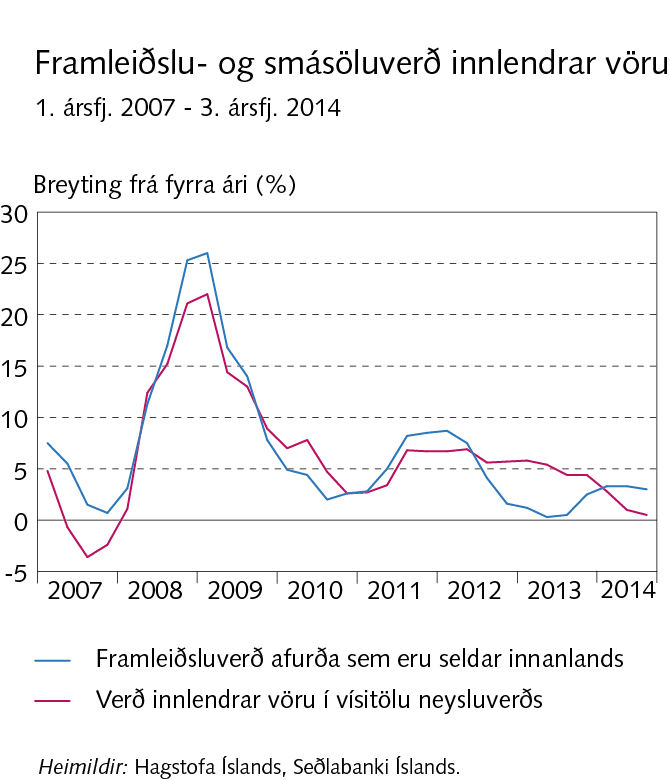 Framleiðslu- og smásöluverð innlendrar vöru
1. ársfj. 2007 - 3. ársfj. 2014
Breyting frá fyrra ári (%)
30
25
20
15
10
5
0
-5
2007 2008 2009 2010 2011 2012 2013 2014
Framleiðsluverð afurða sem eru seldar innanlands
Verð innlendrar vöru í vísitölu neysluverðs
Heimildir: Hagstofa Íslands, Seðlabanki Íslands.